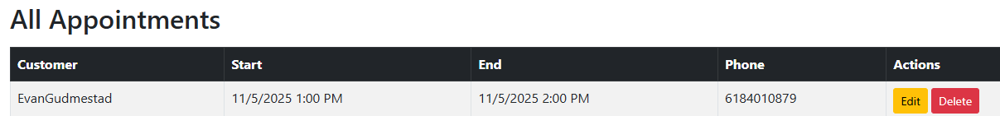 All Appointments
Customer Start End Phone Actions
EvanGudmestad 11/5/2025 1:00 PM 11/5/2025 2:00 PM 6184010879 Edit Delete